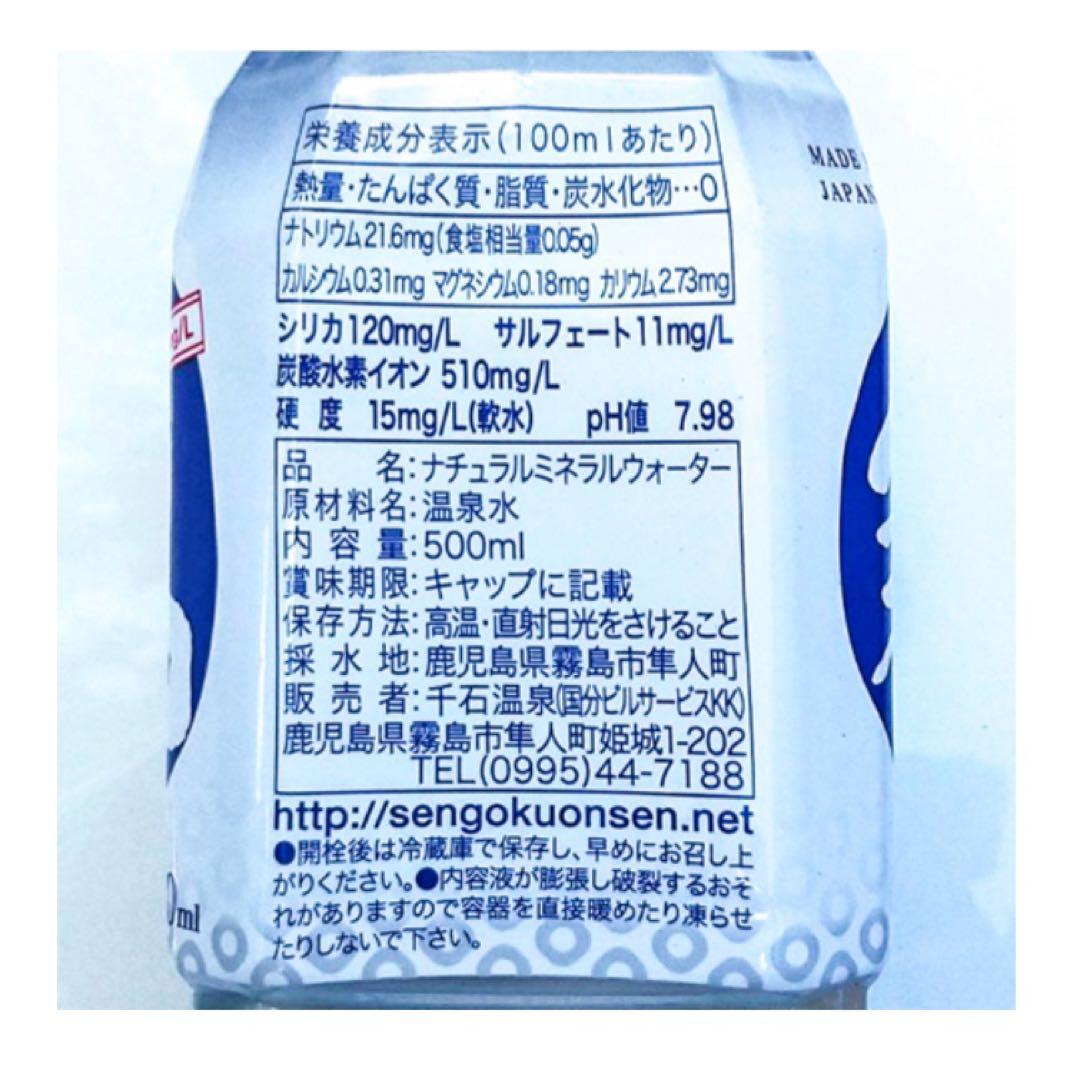 栄養成分表示(100mlあたり)
熱量・たんぱく質・脂質・炭水化物…0
ナトリウム21.6mg(食塩相当量0.05g)
カルシウム0.31mg マグネシウム0.18mg カリウム2.73mg
シリカ120mg/L サルフェート11mg/L
炭酸水素イオン 510mg/L
硬度 15mg/L(軟水) pH値 7.98
品名:ナチュラルミネラルウォーター
原材料名:温泉水
内容量:500ml
賞味期限:キャップに記載
保存方法:高温・直射日光をさけること
採水地:鹿児島県霧島市隼人町
販売者:千石温泉(国分ビルサービスKK)
鹿児島県霧島市隼人町姫城1-202
TEL(0995)44-7188
http://sengokuonsen.net
●開栓後は冷蔵庫で保存し、早めにお召し上
がりください。●内容液が膨張し破裂するおそ
れがありますので容器を直接暖めたり凍らせ
たりしないで下さい。
MADE
JAPAN
g/L
ml